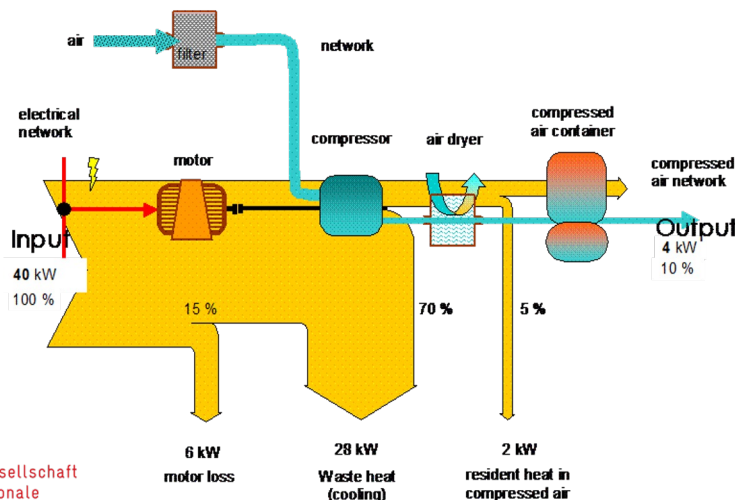 air
filter
network
electrical
network
motor
compressor
air dryer
compressed
air container
compressed
air network
Input
40 kW
100 %
Output
4 kW
10 %
15 %
70 %
5 %
6 kW
motor loss
28 kW
Waste heat
(cooling)
2 kW
resident heat in
compressed air
sellschaft
onale